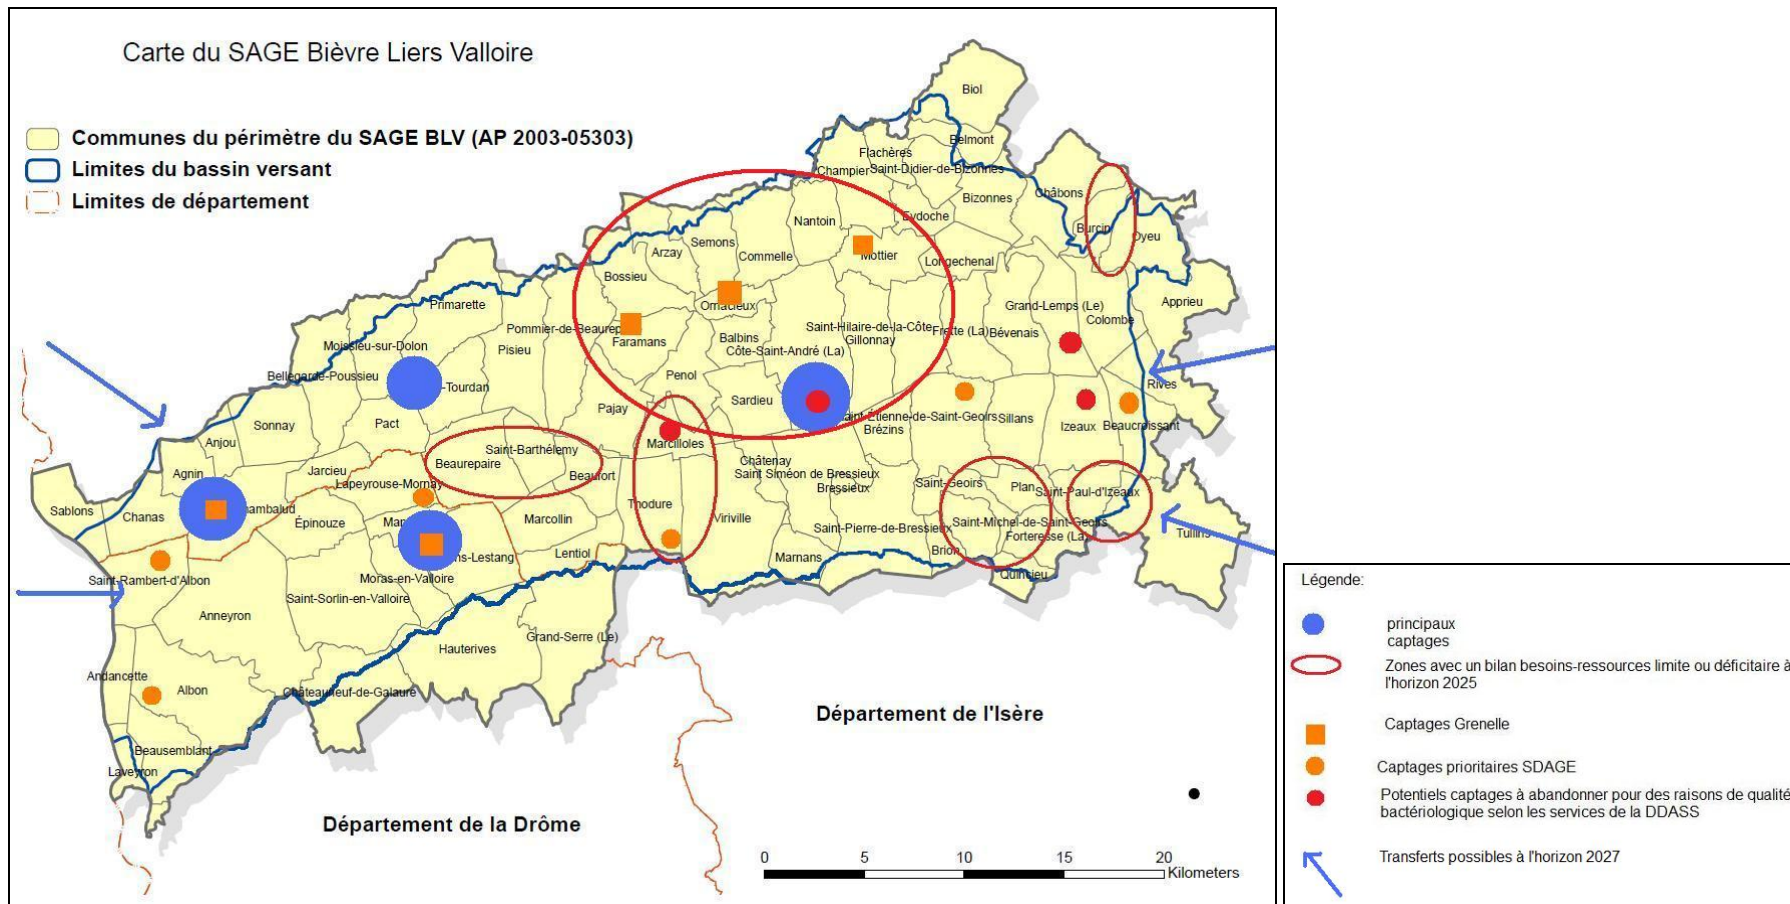 Carte du SAGE Bièvre Liers Valloire
Communes du périmètre du SAGE BLV (AP 2003-05303)
Limites du bassin versant
Limites de département
Biol
Belmont
Flachères
Champier
Saint-Didier-de-Bizonnes
Châbons
Bizonnes
Nantoin
Eydoche
Burcin
Oyeu
Semons
Arzay
Commelle
Mottier
Longechenal
Bossieu
Primarette
Ornacieux
Grand-Lemps (Le)
Apprieu
Colombe
Pommier-de-Beaurep
Saint-Hilaire-de-la-Côte
Frette (La)
Bévenais
Faramans
Balbins
Gillonnay
Moissieu-sur-Dolon
Pisieu
Côte-Saint-André (La)
Bellegarde-Poussieu
-Tourdan
Penol
Rives
Sardieu
Pajay
Saint-Étienne-de-Saint-Geoirs
Sillans
Sonnay
Pact
Brézins
Izeaux
Beaucroissant
Anjou
Marcilloles
Saint-Barthélemy
Beaurepaire
Châtenay
Agnin
Jarcieu
Beaufort
Saint Siméon de Bressieux
Lapeyrouse-Mornay
Bressieux
Saint-Geoirs
Plan
Saint-Paul-d'Izeaux
Sablons
Chanas
ambalud
Épinouze
Man
Marcollin
Thodure
Viriville
Saint-Pierre-de-Bressieux
Saint-Michel-de-Saint-Geoirs
Forteresse (La)
Tullins
Brion
ns-Lestang
Lentiol
Marnans
Quincieu
Saint-Rambert-d'Albon
Moras-en-Valloire
Saint-Sorlin-en-Valloire
Anneyron
Grand-Serre (Le)
Hauterives
Andancette
Albon
Châteauneuf-de-Galaure
Beausemblant
Laveyron
Département de l'Isère
Département de la Drôme
0 5 10 15 20
Kilometers
Légende:
principaux
captages
Zones avec un bilan besoins-ressources limite ou déficitaire à
l'horizon 2025
Captages Grenelle
Captages prioritaires SDAGE
Potentiels captages à abandonner pour des raisons de qualité
bactériologique selon les services de la DDASS
Transferts possibles à l'horizon 2027